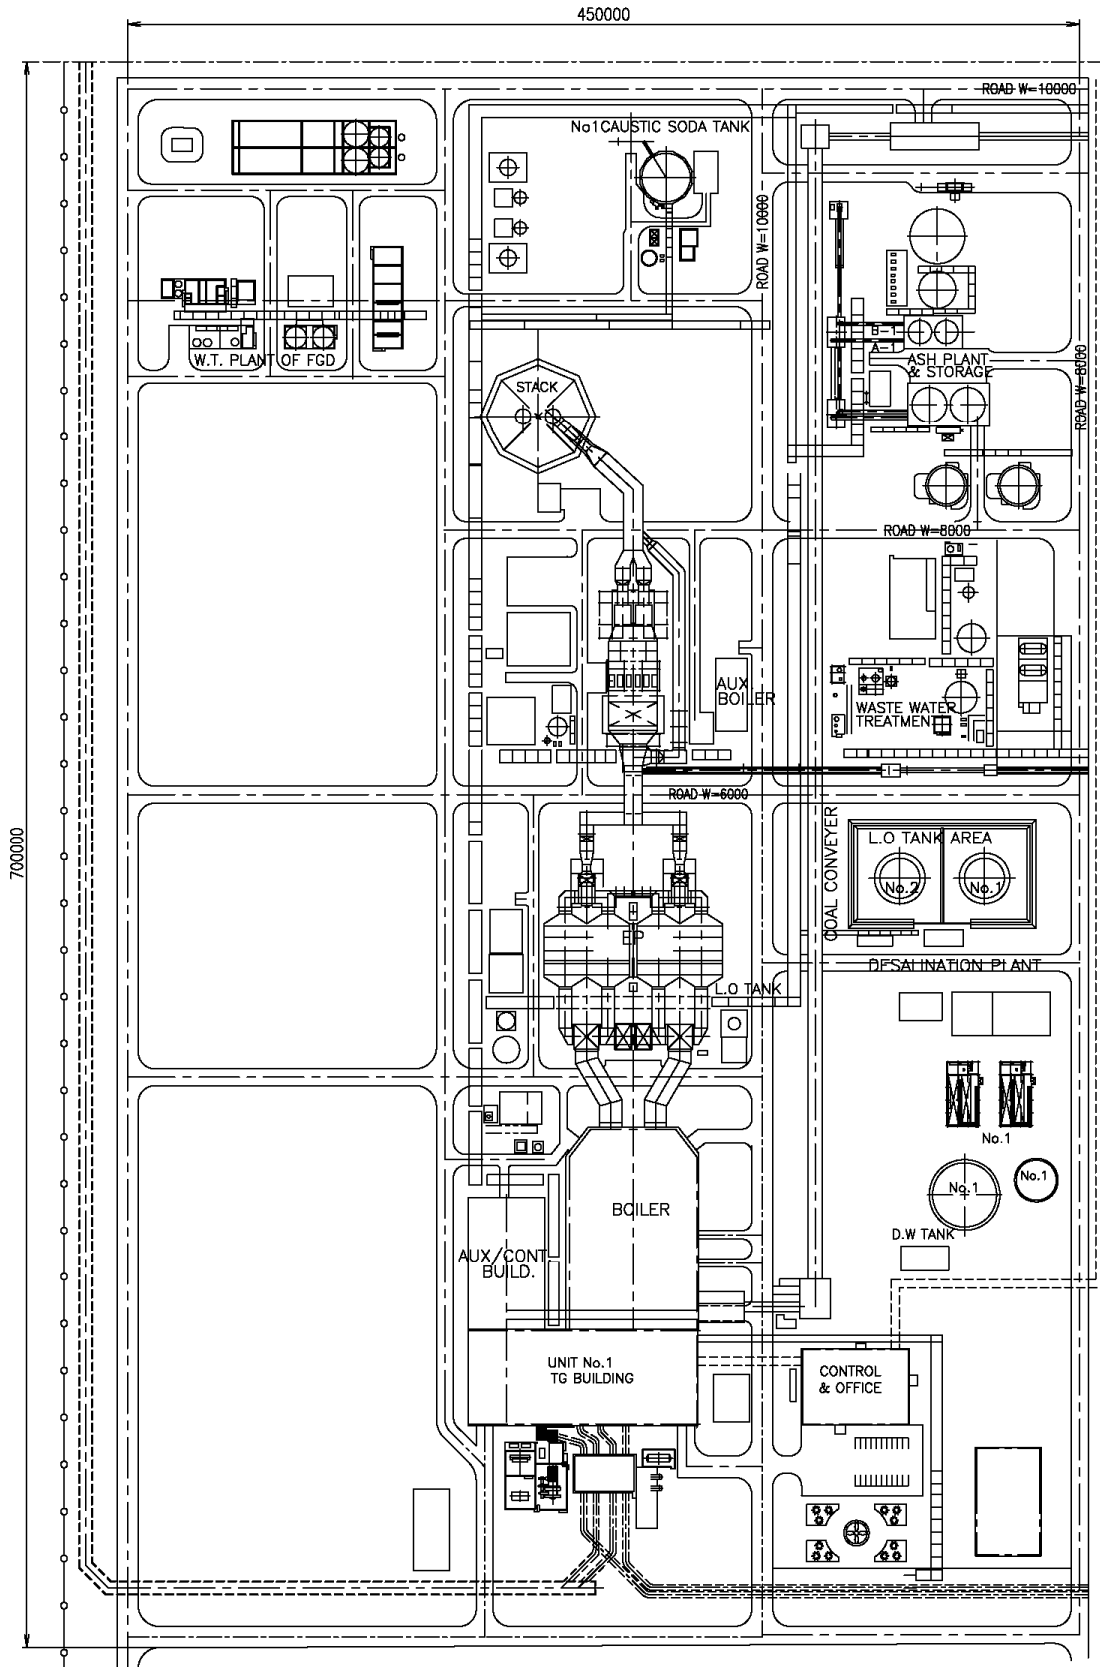 450000
ROAD W=10000
No1CAUSTIC SODA TANK
ROAD W=10000
B-1
A-1
W.T. PLANT OF FGD
ASH PLANT
& STORAGE
ROAD W=8000
STACK
ROAD W=8000
AUX.
BOILER
WASTE WATER
TREATMENT
ROAD W=6000
700000
COAL CONVEYER
L.O TANK AREA
No.2
No.1
DESALINATION PLANT
L.O TANK
No.1
No.1
No.1
BOILER
D.W TANK
AUX/CONT
BUILD.
UNIT No.1
TG BUILDING
CONTROL
& OFFICE